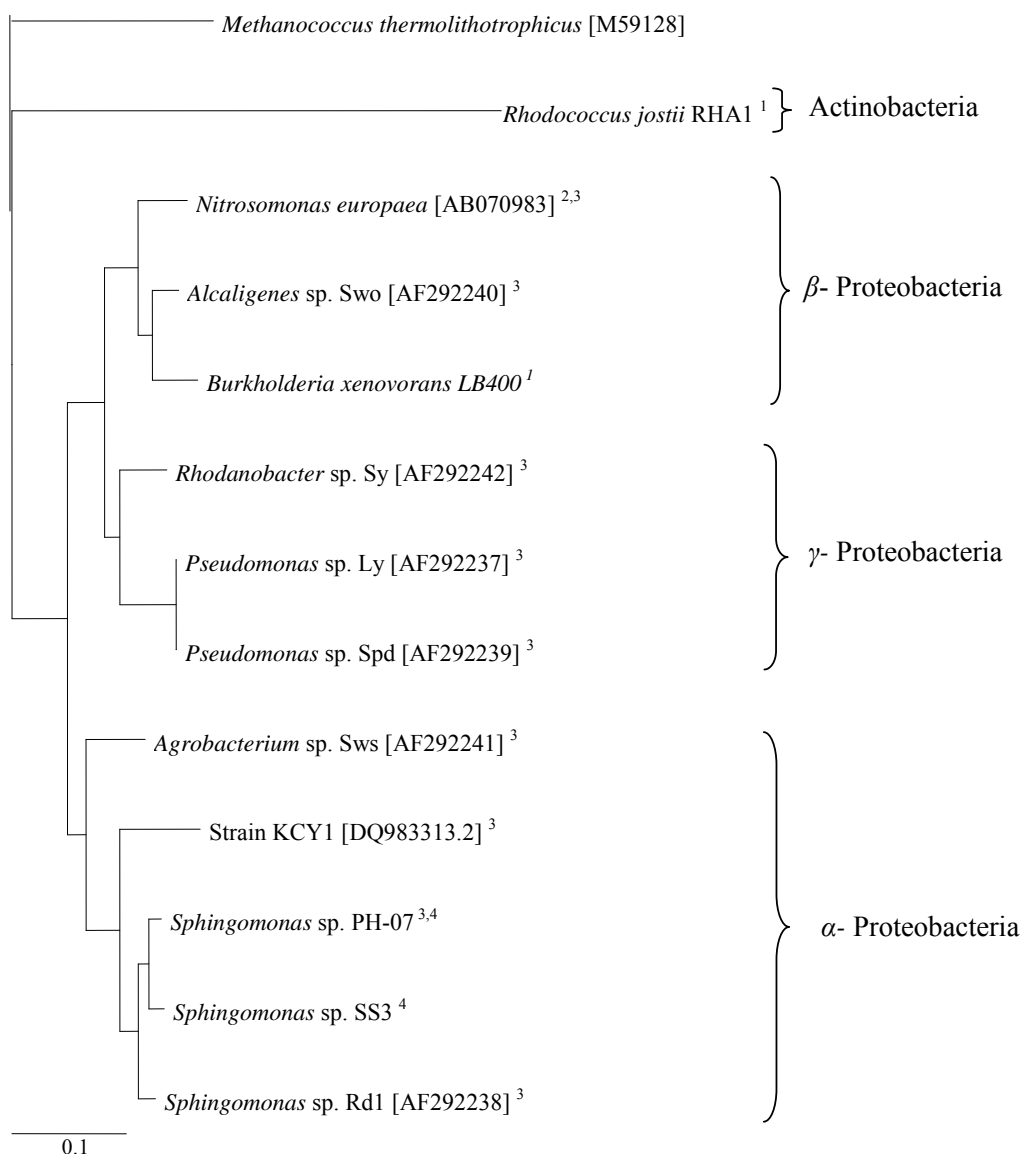 Methanococcus thermolithotrophicus [M59128]
Rhodococcus jostii RHA1 1
Actinobacteria
Nitrosomonas europaea [AB070983] 2,3
Alcaligenes sp. Swo [AF292240] 3
β- Proteobacteria
Burkholderia xenovorans LB400 1
Rhodanobacter sp. Sy [AF292242] 3
Pseudomonas sp. Ly [AF292237] 3
γ- Proteobacteria
Pseudomonas sp. Spd [AF292239] 3
Agrobacterium sp. Sws [AF292241] 3
Strain KCY1 [DQ983313.2] 3
Sphingomonas sp. PH-07 3,4
α- Proteobacteria
Sphingomonas sp. SS3 4
Sphingomonas sp. Rd1 [AF292238] 3
0.1